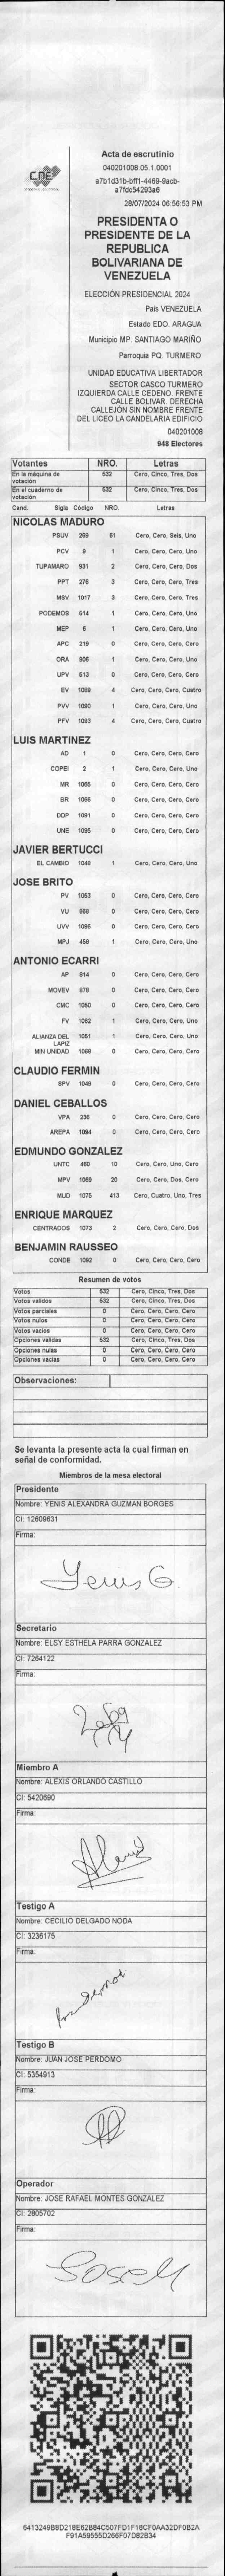 CNE
Acta de escrutinio
040201008.05.1.0001
a7b1d31b-bff1-4469-9acb-
a7fdc54293a6
28/07/2024 06:56:53 PM
PRESIDENTA O
PRESIDENTE DE LA
REPUBLICA
BOLIVARIANA DE
VENEZUELA
ELECCIÓN PRESIDENCIAL 2024
Pais VENEZUELA
Estado EDO. ARAGUA
Municipio MP. SANTIAGO MARIÑO
Parroquia PQ. TURMERO
UNIDAD EDUCATIVA LIBERTADOR
SECTOR CASCO TURMERO
IZQUIERDA CALLE CEDENO. FRENTE
CALLE BOLIVAR. DERECHA
CALLEJÓN SIN NOMBRE FRENTE
DEL LICEO LA CANDELARIA EDIFICIO
040201008
948 Electores
Votantes NRO. Letras
En la máquina de votación 532 Cero, Cinco, Tres, Dos
En el cuaderno de votación 532 Cero, Cinco, Tres, Dos
Cand. Sigla Código NRO. Letras
NICOLAS MADURO
PSUV 269 61 Cero, Cero, Seis, Uno
PCV 9 1 Cero, Cero, Cero, Uno
TUPAMARO 931 2 Cero, Cero, Cero, Dos
PPT 276 3 Cero, Cero, Cero, Tres
MSV 1017 3 Cero, Cero, Cero, Tres
PODEMOS 614 1 Cero, Cero, Cero, Uno
MEP 6 1 Cero, Cero, Cero, Uno
APC 219 0 Cero, Cero, Cero, Cero
ORA 906 1 Cero, Cero, Cero, Uno
UPV 613 0 Cero, Cero, Cero, Cero
EV 1089 4 Cero, Cero, Cero, Cuatro
PVV 1090 1 Cero, Cero, Cero, Uno
PFV 1093 4 Cero, Cero, Cero, Cuatro
LUIS MARTINEZ
AD 1 0 Cero, Cero, Cero, Cero
COPEI 2 1 Cero, Cero, Cero, Uno
MR 1065 0 Cero, Cero, Cero, Cero
BR 1066 0 Cero, Cero, Cero, Cero
DDP 1091 0 Cero, Cero, Cero, Cero
UNE 1095 0 Cero, Cero, Cero, Cero
JAVIER BERTUCCI
EL CAMBIO 1048 1 Cero, Cero, Cero, Uno
JOSE BRITO
PV 1053 0 Cero, Cero, Cero, Cero
VU 969 0 Cero, Cero, Cero, Cero
UVV 1096 0 Cero, Cero, Cero, Cero
MPJ 459 1 Cero, Cero, Cero, Uno
ANTONIO ECARRI
AP 814 0 Cero, Cero, Cero, Cero
MOVEV 678 0 Cero, Cero, Cero, Cero
CMC 1050 0 Cero, Cero, Cero, Cero
FV 1062 1 Cero, Cero, Cero, Uno
ALIANZA DEL LAPIZ 1061 1 Cero, Cero, Cero, Uno
MIN UNIDAD 1069 0 Cero, Cero, Cero, Cero
CLAUDIO FERMIN
SPV 1049 0 Cero, Cero, Cero, Cero
DANIEL CEBALLOS
VPA 236 0 Cero, Cero, Cero, Cero
AREPA 1094 0 Cero, Cero, Cero, Cero
EDMUNDO GONZALEZ
UNTC 460 10 Cero, Cero, Uno, Cero
MPV 1069 20 Cero, Cero, Dos, Cero
MUD 1075 413 Cero, Cuatro, Uno, Tres
ENRIQUE MARQUEZ
CENTRADOS 1073 2 Cero, Cero, Cero, Dos
BENJAMIN RAUSSEO
CONDE 1092 0 Cero, Cero, Cero, Cero
Resumen de votos
Votos 532 Cero, Cinco, Tres, Dos
Votos validos 532 Cero, Cinco, Tres, Dos
Votos parciales 0 Cero, Cero, Cero, Cero
Votos nulos 0 Cero, Cero, Cero, Cero
Votos vacios 0 Cero, Cero, Cero, Cero
Opciones validas 532 Cero, Cinco, Tres, Dos
Opciones nulas 0 Cero, Cero, Cero, Cero
Opciones vacias 0 Cero, Cero, Cero, Cero
Observaciones:
Se levanta la presente acta la cual firman en
señal de conformidad.
Miembros de la mesa electoral
Presidente
Nombre: YENIS ALEXANDRA GUZMAN BORGES
CI: 12609631
Firma:
Yenis G
Secretario
Nombre: ELSY ESTHELA PARRA GONZALEZ
CI: 7264122
Firma:
Miembro A
Nombre: ALEXIS ORLANDO CASTILLO
CI: 5420690
Firma:
Testigo A
Nombre: CECILIO DELGADO NODA
CI: 3236175
Firma:
Testigo B
Nombre: JUAN JOSE PERDOMO
CI: 5354913
Firma:
Operador
Nombre: JOSE RAFAEL MONTES GONZALEZ
CI: 2805702
Firma:
6413249B8D218E62B84C507FD1F18CF0AA32DF0B2A
F91A59555D266F07D82B34